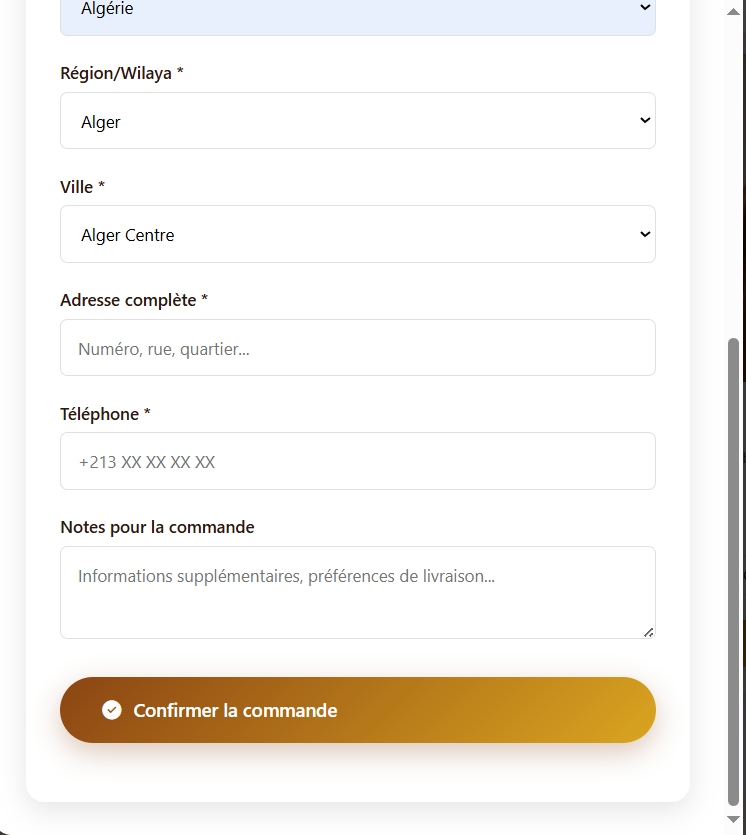 Algérie
Région/Wilaya *
Alger
Ville *
Alger Centre
Adresse complète *
Numéro, rue, quartier...
Téléphone *
+213 XX XX XX XX
Notes pour la commande
Informations supplémentaires, préférences de livraison...
Confirmer la commande